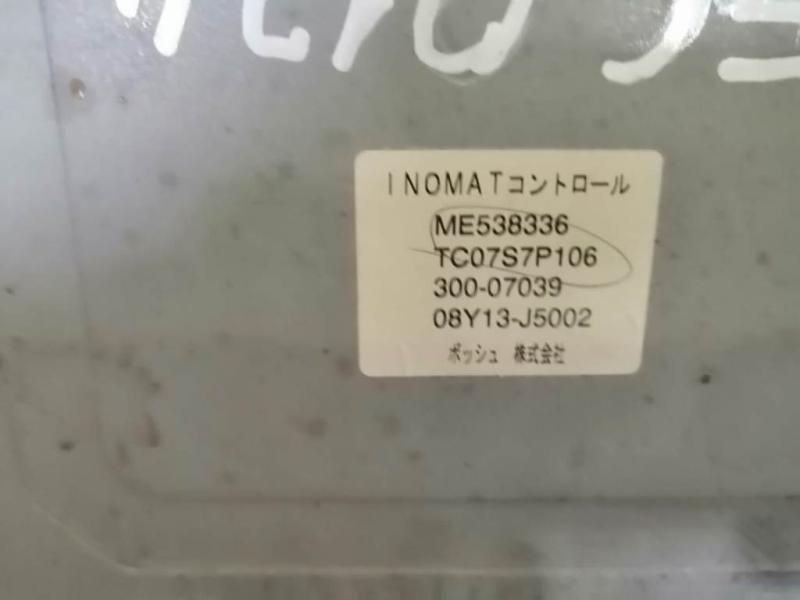 INOMATコントロール
ME538336
TC07S7P106
300-07039
08Y13-J5002
ボッシュ 株式会社